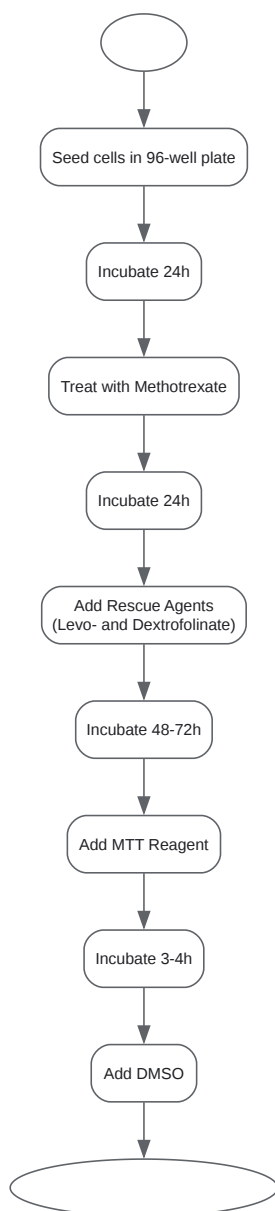 Seed cells in 96-well plate
Incubate 24h
Treat with Methotrexate
Incubate 24h
Add Rescue Agents
(Levo- and Dextrofolinate)
Incubate 48-72h
Add MTT Reagent
Incubate 3-4h
Add DMSO